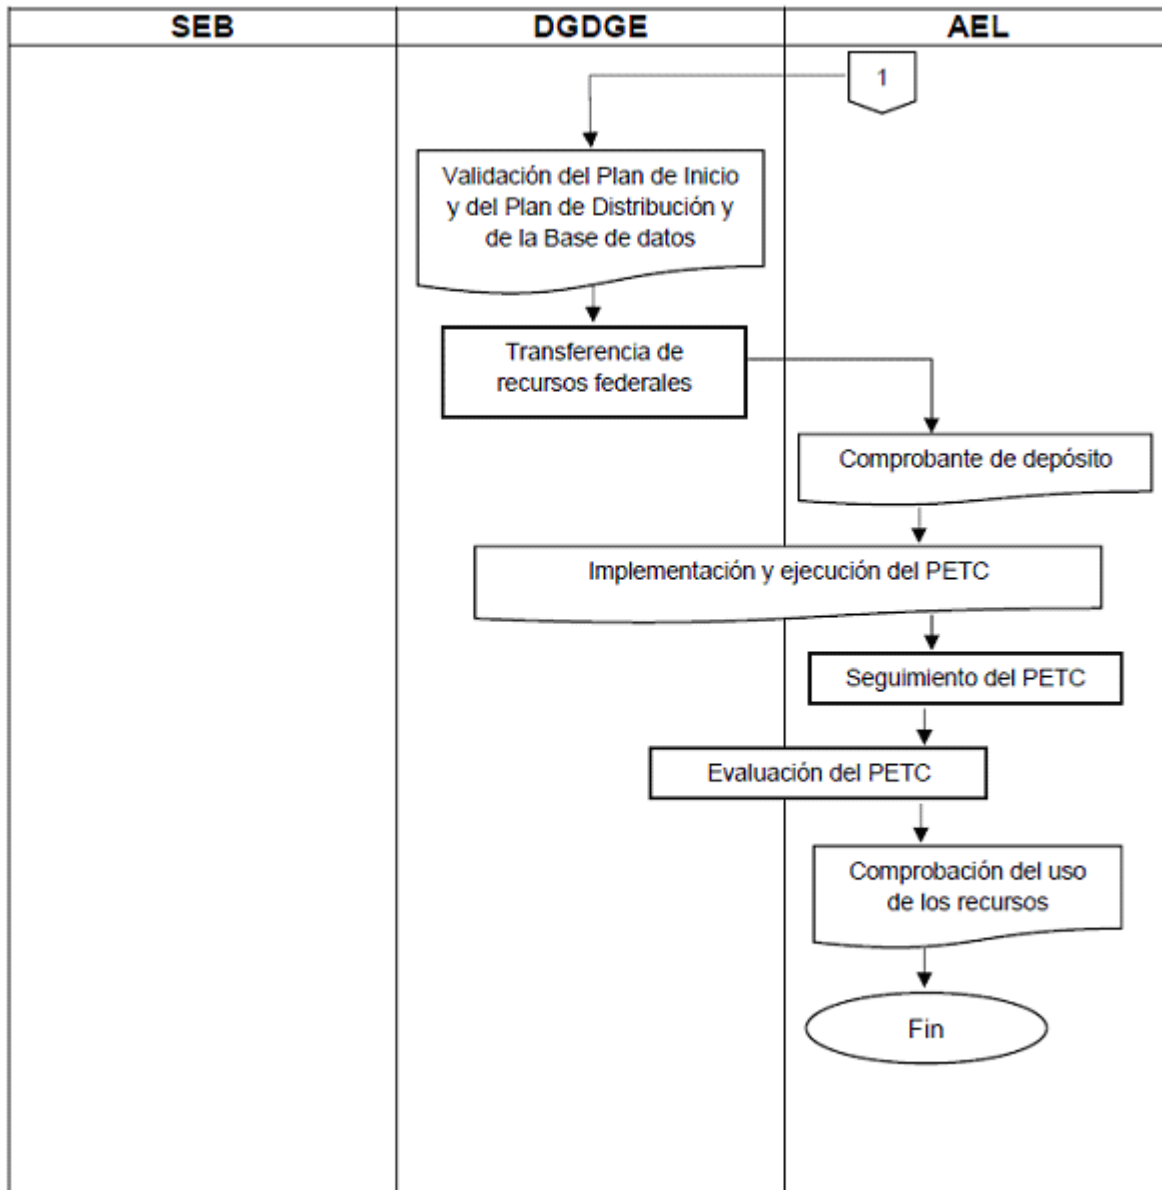 SEB
DGDGE
AEL
1
Validación del Plan de Inicio
y del Plan de Distribución y
de la Base de datos
Transferencia de
recursos federales
Comprobante de depósito
Implementación y ejecución del PETC
Seguimiento del PETC
Evaluación del PETC
Comprobación del uso
de los recursos
Fin